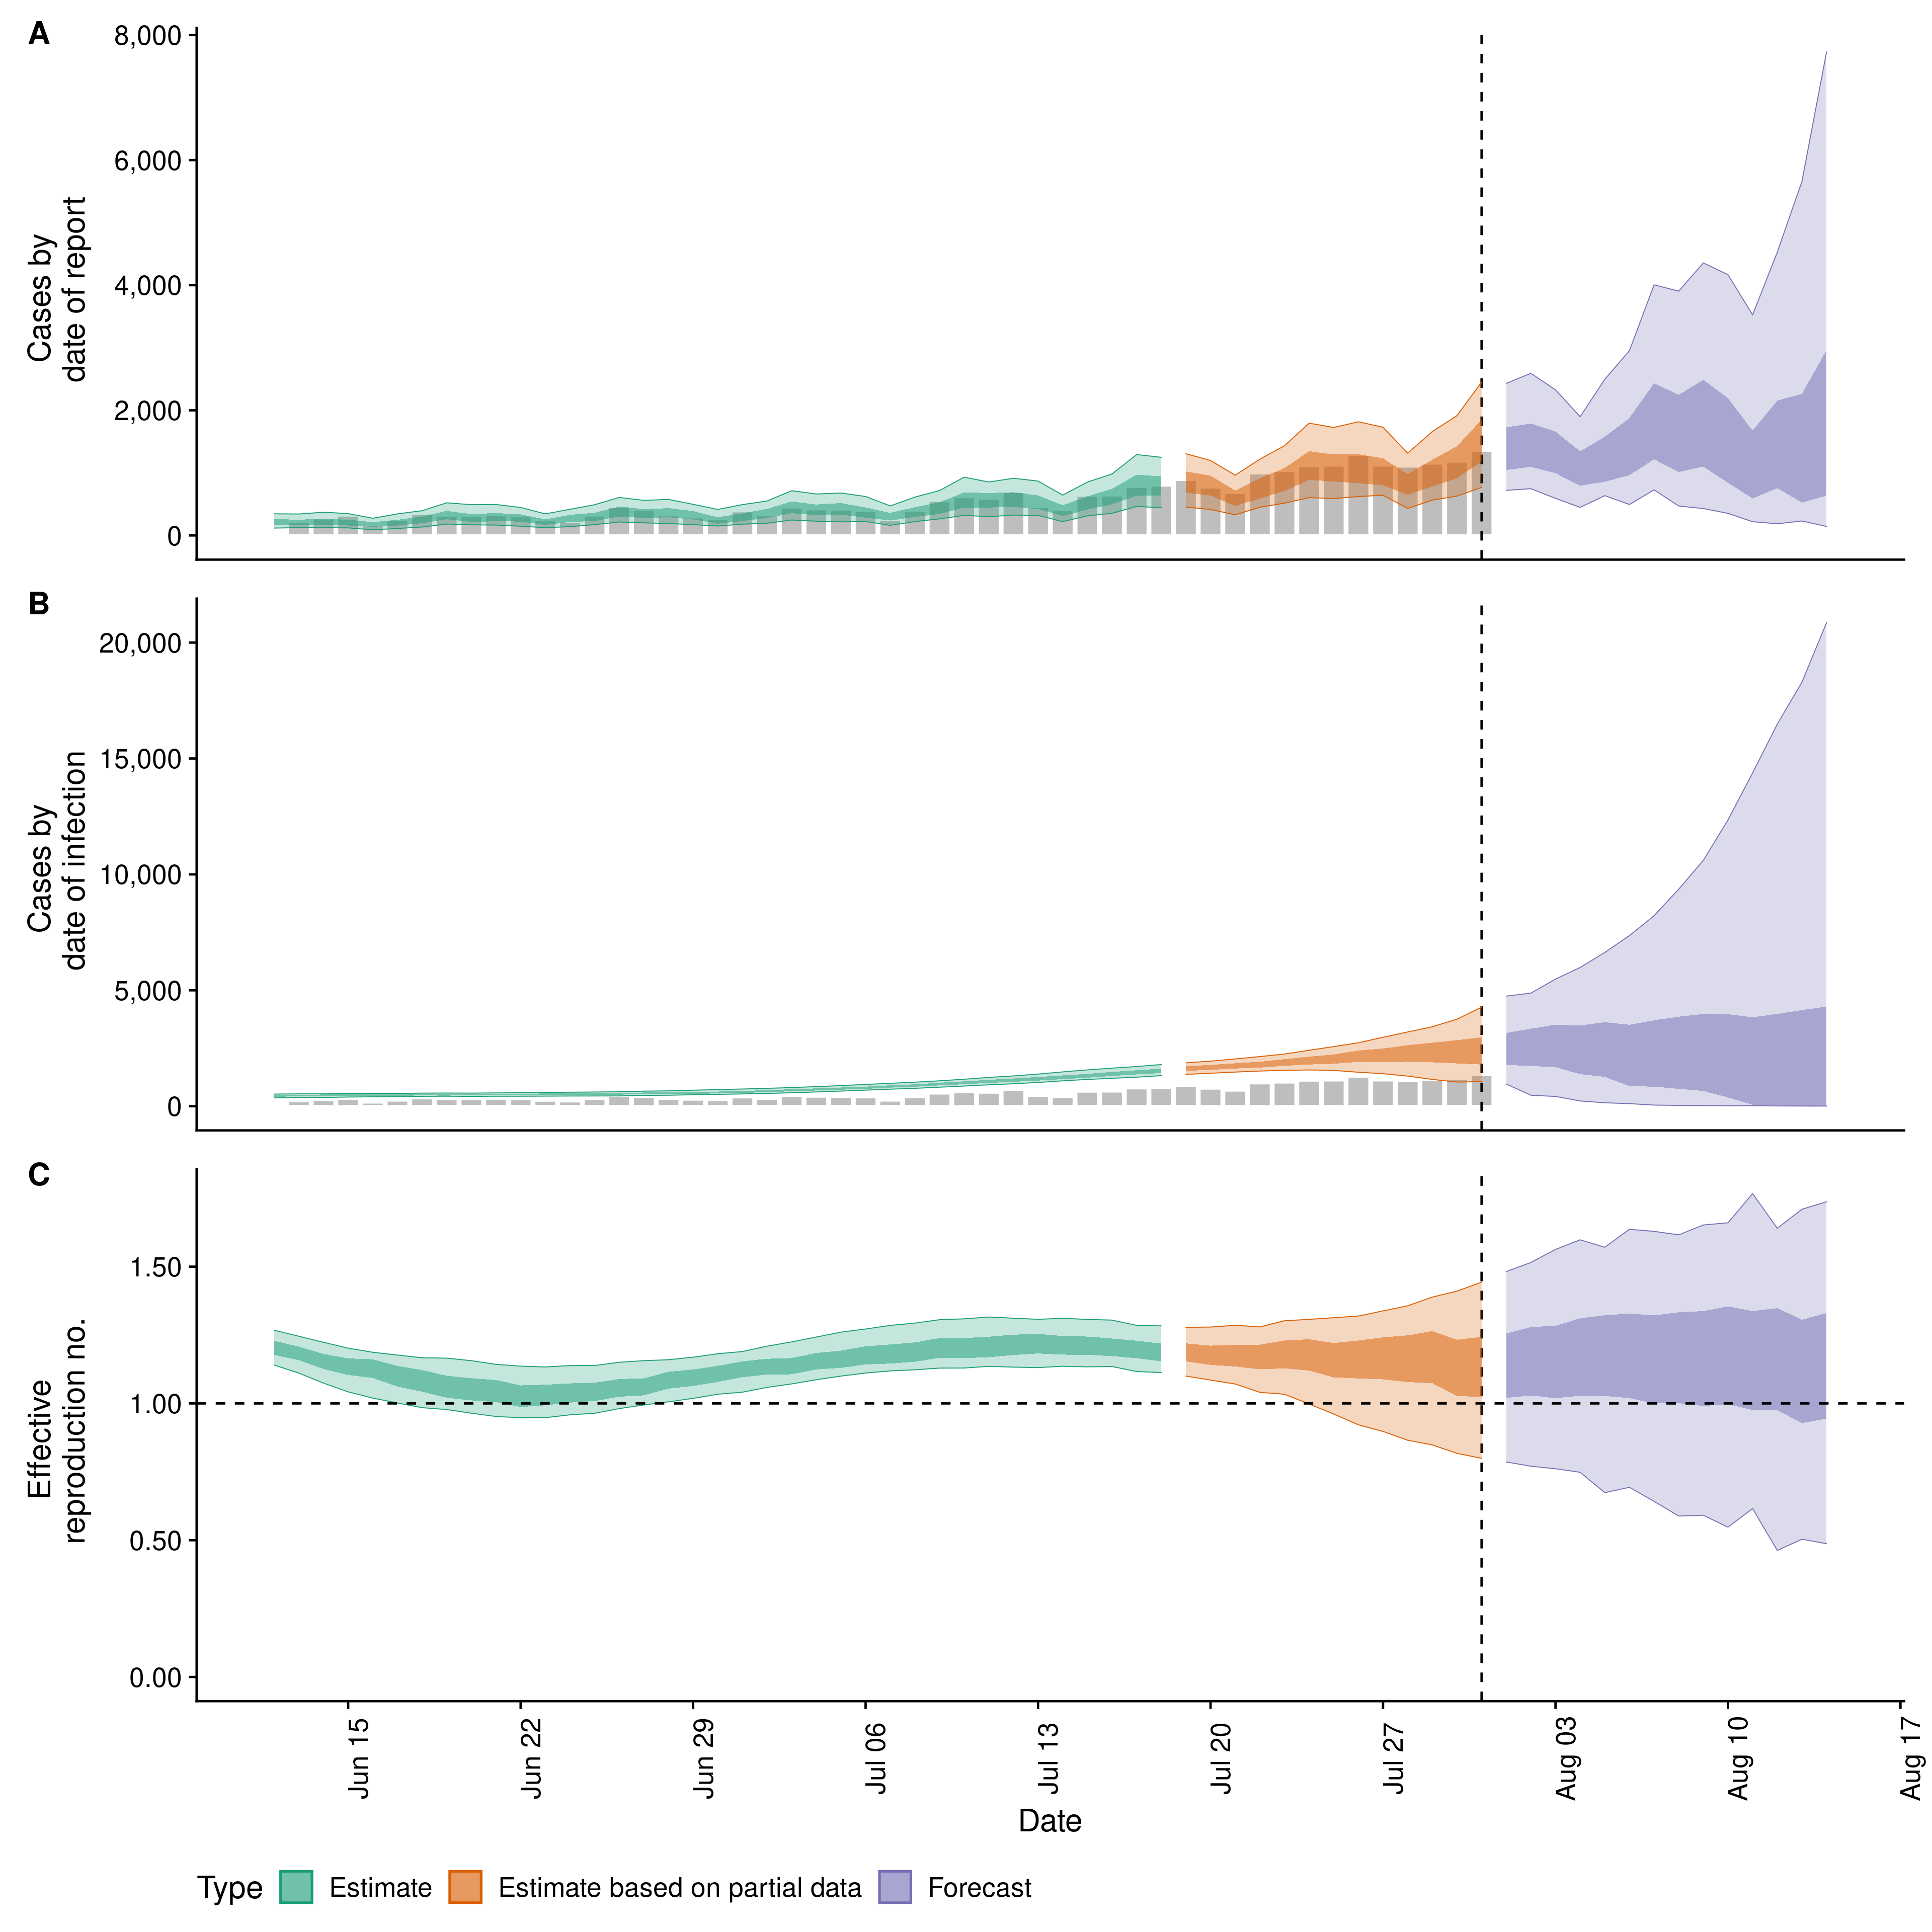 A
8,000
6,000
4,000
2,000
0
Cases by
date of report
B
20,000
15,000
10,000
5,000
0
Cases by
date of infection
C
1.50
1.00
0.50
0.00
Effective
reproduction no.
Jun 15
Jun 22
Jun 29
Jul 06
Jul 13
Jul 20
Jul 27
Aug 03
Aug 10
Aug 17
Date
Type Estimate Estimate based on partial data Forecast